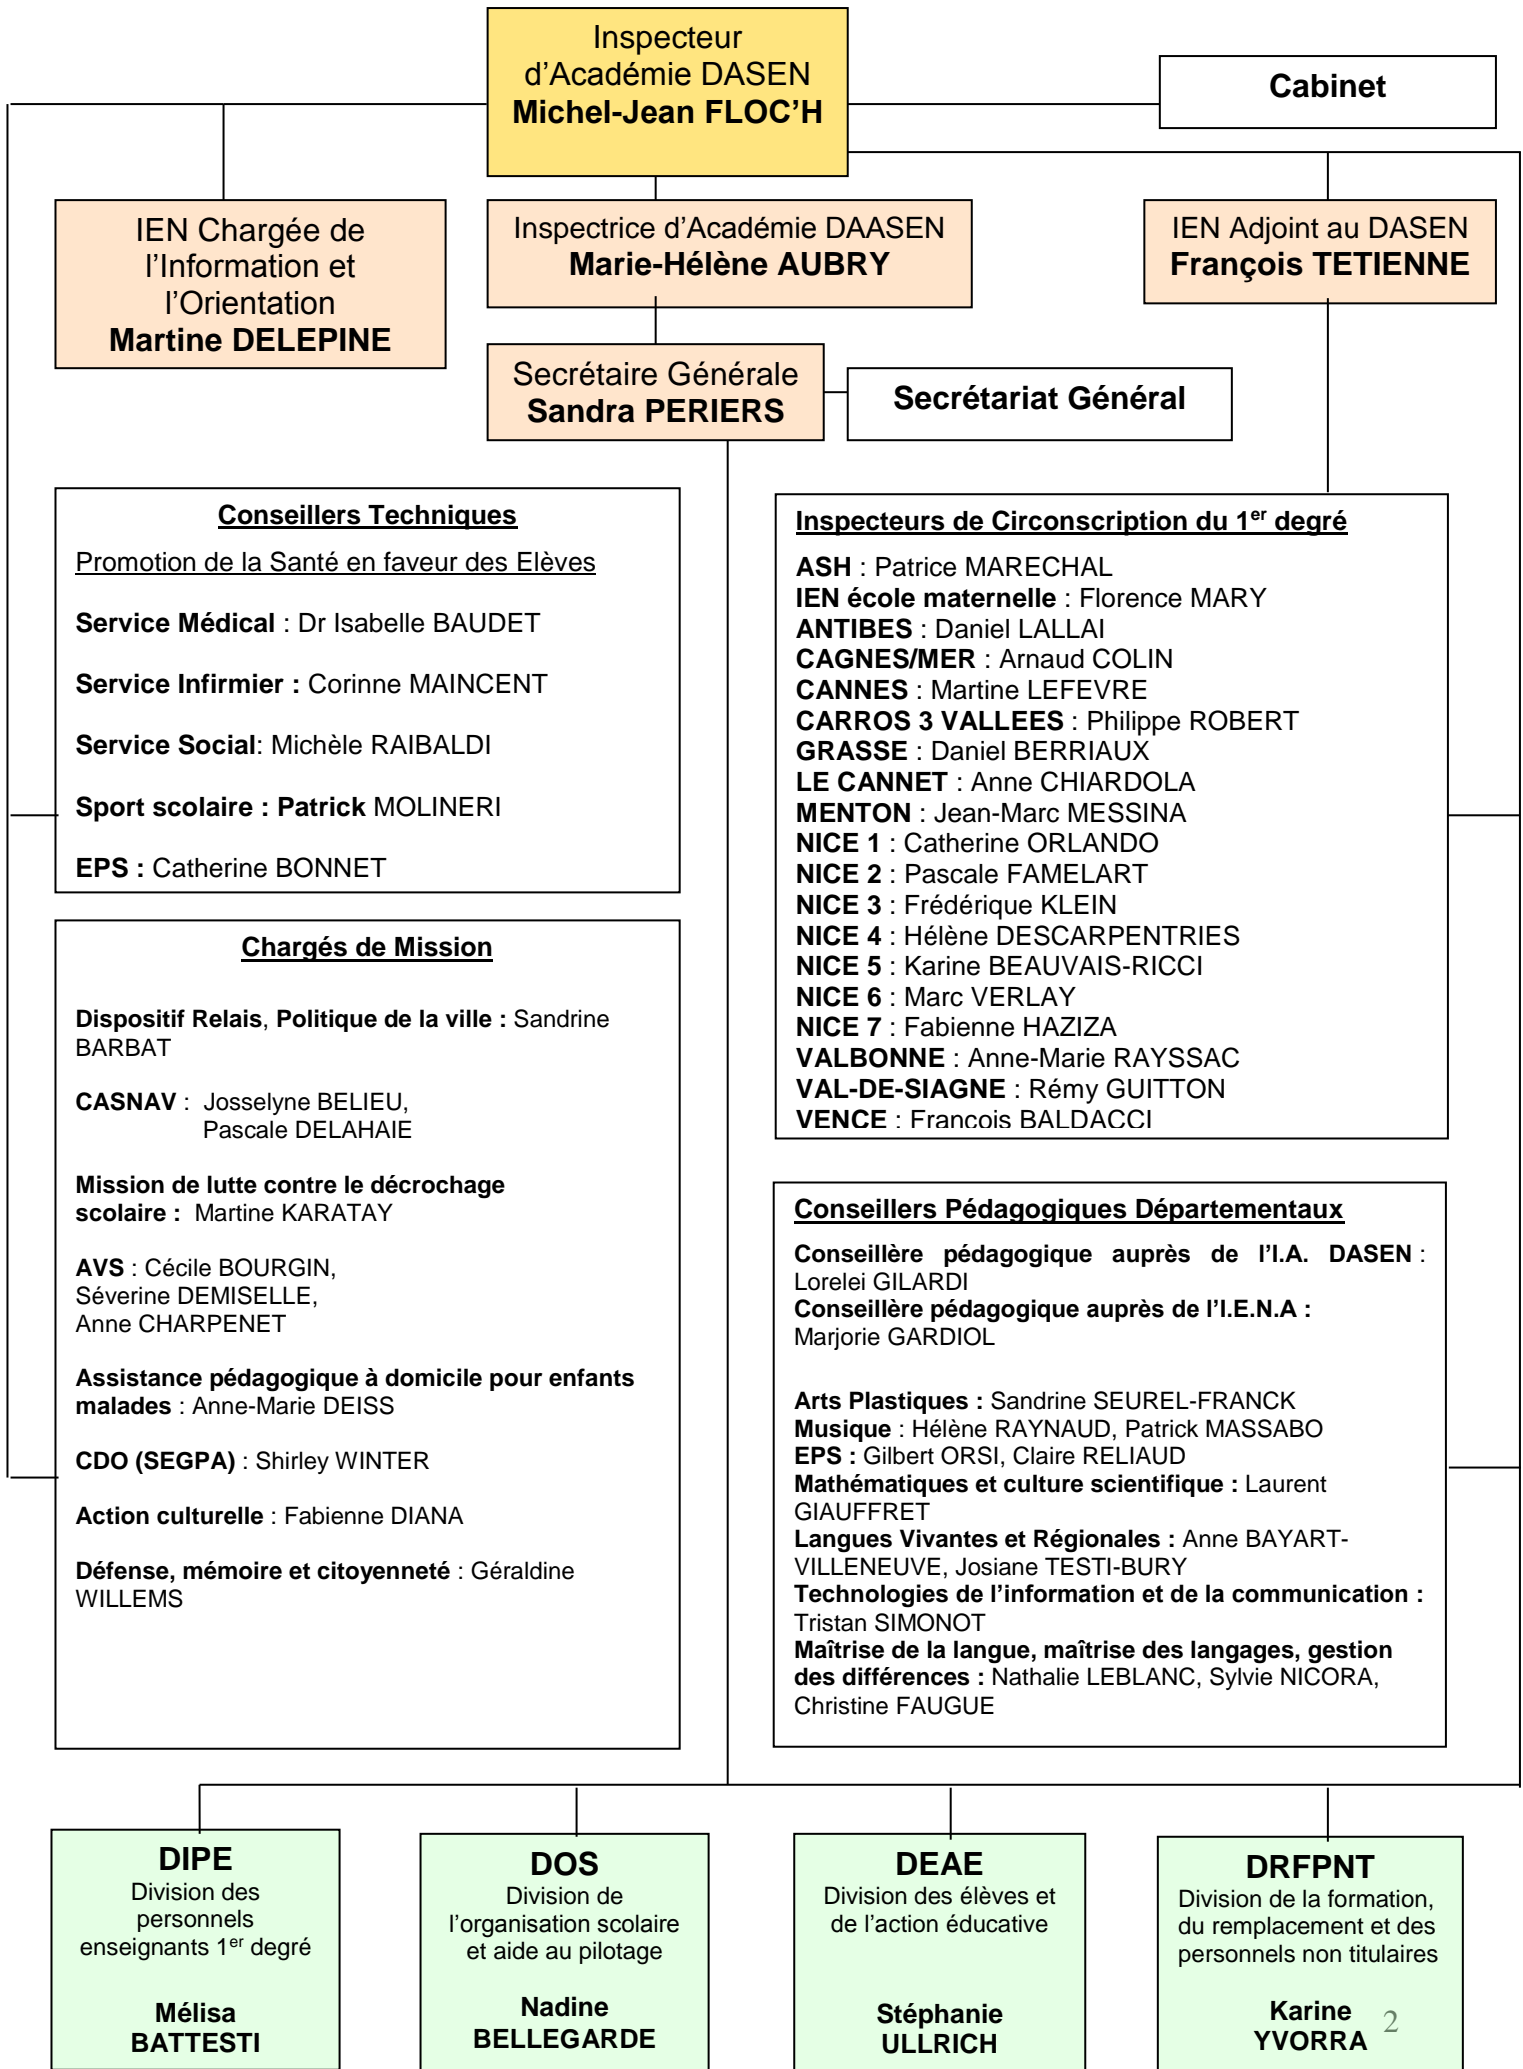 Inspecteur
d'Académie DASEN
Michel-Jean FLOC'H
Cabinet
IEN Chargée de
l'Information et
l'Orientation
Martine DELEPINE
Inspectrice d'Académie DAASEN
Marie-Hélène AUBRY
IEN Adjoint au DASEN
François TETIENNE
Secrétaire Générale
Sandra PERIERS
Secrétariat Général
Conseillers Techniques
Promotion de la Santé en faveur des Elèves
Service Médical : Dr Isabelle BAUDET
Service Infirmier : Corinne MAINCENT
Service Social: Michèle RAIBALDI
Sport scolaire : Patrick MOLINERI
EPS : Catherine BONNET
Chargés de Mission
Dispositif Relais, Politique de la ville : Sandrine
BARBAT
CASNAV : Josselyne BELIEU,
Pascale DELAHAIE
Mission de lutte contre le décrochage
scolaire : Martine KARATAY
AVS : Cécile BOURGIN,
Séverine DEMISELLE,
Anne CHARPENET
Assistance pédagogique à domicile pour enfants
malades : Anne-Marie DEISS
CDO (SEGPA) : Shirley WINTER
Action culturelle : Fabienne DIANA
Défense, mémoire et citoyenneté : Géraldine
WILLEMS
Inspecteurs de Circonscription du 1er degré
ASH : Patrice MARECHAL
IEN école maternelle : Florence MARY
ANTIBES : Daniel LALLAI
CAGNES/MER : Arnaud COLIN
CANNES : Martine LEFEVRE
CARROS 3 VALLEES : Philippe ROBERT
GRASSE : Daniel BERRIAUX
LE CANNET : Anne CHIARDOLA
MENTON : Jean-Marc MESSINA
NICE 1 : Catherine ORLANDO
NICE 2 : Pascale FAMELART
NICE 3 : Frédérique KLEIN
NICE 4 : Hélène DESCARPENTRIES
NICE 5 : Karine BEAUVAIS-RICCI
NICE 6 : Marc VERLAY
NICE 7 : Fabienne HAZIZA
VALBONNE : Anne-Marie RAYSSAC
VAL-DE-SIAGNE : Rémy GUITTON
VENCE : François BALDACCI
Conseillers Pédagogiques Départementaux
Conseillère pédagogique auprès de l'I.A. DASEN :
Lorelei GILARDI
Conseillère pédagogique auprès de l'I.E.N.A :
Marjorie GARDIOL
Arts Plastiques : Sandrine SEUREL-FRANCK
Musique : Hélène RAYNAUD, Patrick MASSABO
EPS : Gilbert ORSI, Claire RELIAUD
Mathématiques et culture scientifique : Laurent
GIAUFFRET
Langues Vivantes et Régionales : Anne BAYART-
VILLENEUVE, Josiane TESTI-BURY
Technologies de l'information et de la communication :
Tristan SIMONOT
Maîtrise de la langue, maîtrise des langages, gestion
des différences : Nathalie LEBLANC, Sylvie NICORA,
Christine FAUGUE
DIPE
Division des
personnels
enseignants 1er degré
Mélisa
BATTESTI
DOS
Division de
l'organisation scolaire
et aide au pilotage
Nadine
BELLEGARDE
DEAE
Division des élèves et
de l'action éducative
Stéphanie
ULLRICH
DRFPNT
Division de la formation,
du remplacement et des
personnels non titulaires
Karine
YVORRA
2